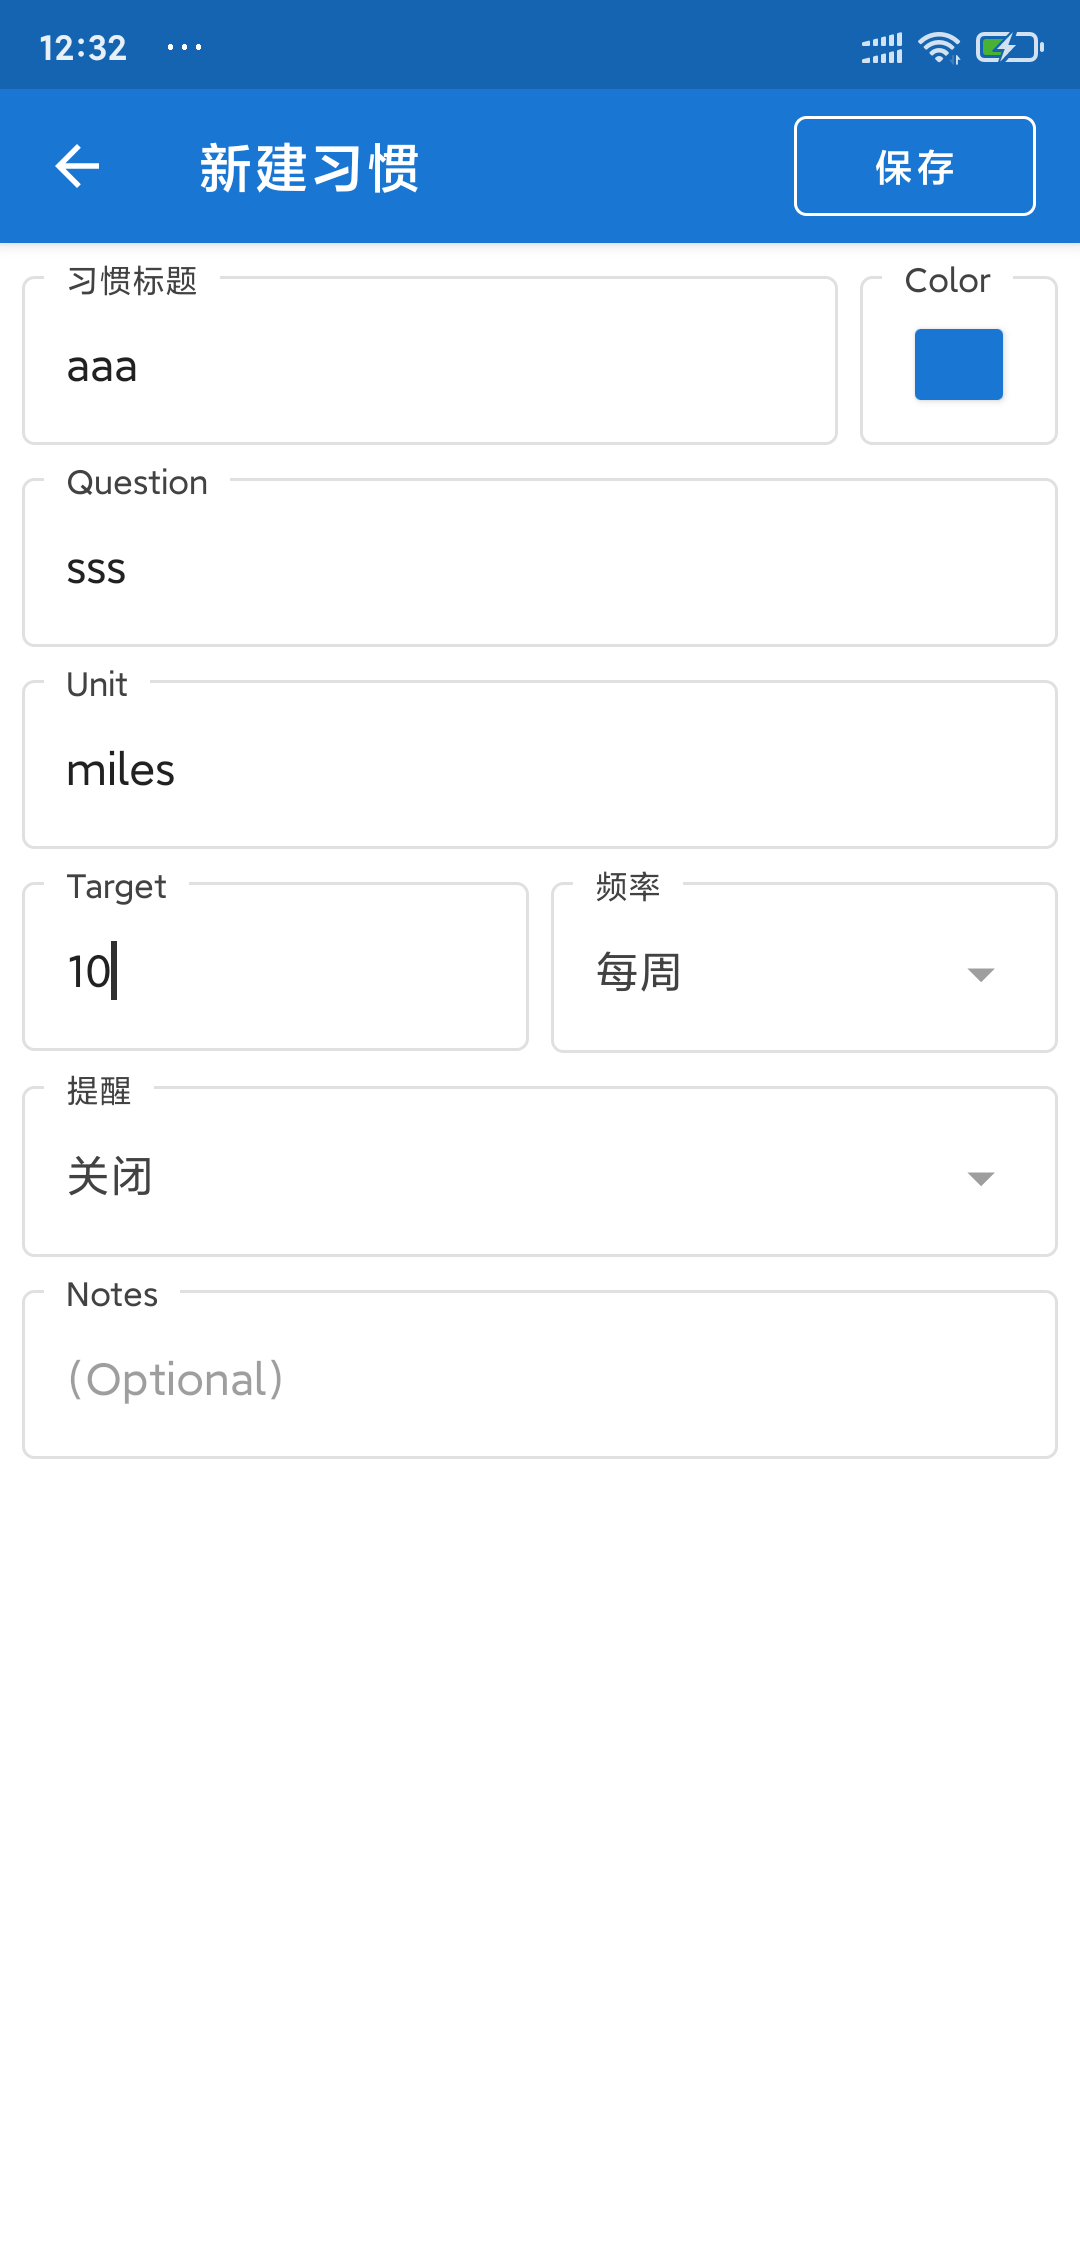 12:32 ...
新建习惯
保存
习惯标题
Color
aaa
Question
sss
Unit
miles
Target
频率
10
每周
提醒
关闭
Notes
(Optional)